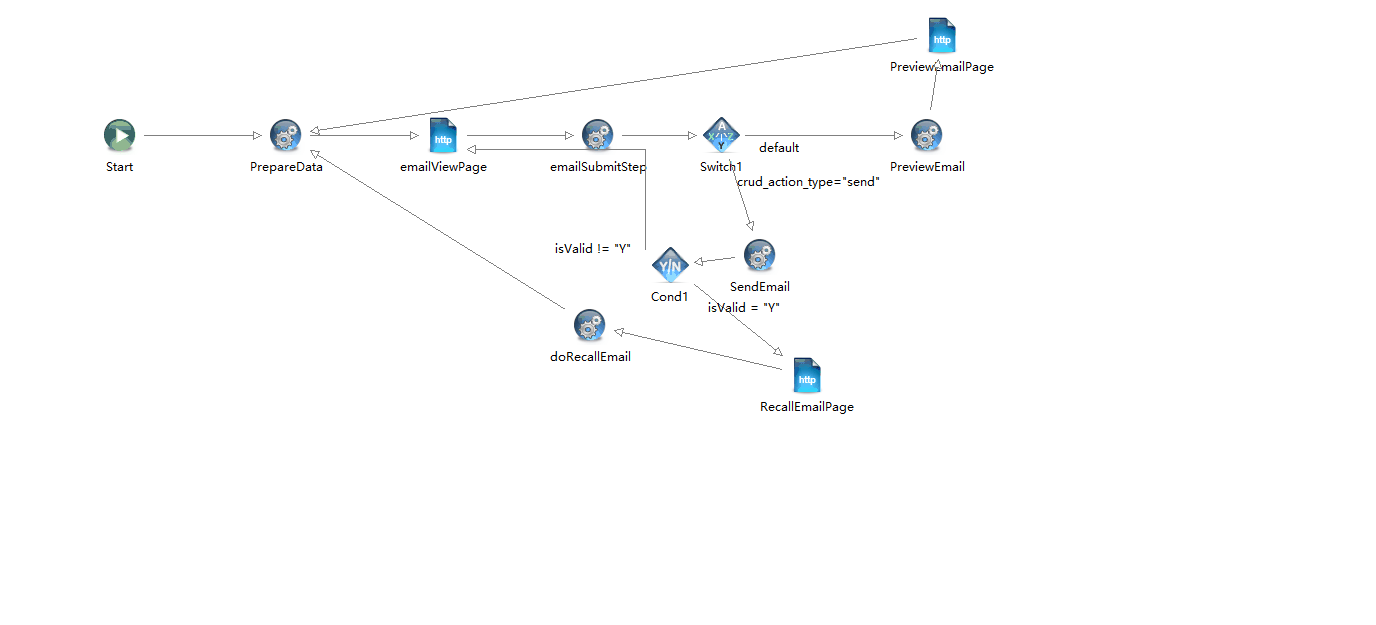 http
PreviewEmailPage
Start
PrepareData
http
emailViewPage
emailSubmitStep
A
X Z
Y
Switch1
default
PreviewEmail
crud_action_type="send"
isValid != "Y"
Y/N
Cond1
SendEmail
isValid = "Y"
doRecallEmail
http
RecallEmailPage